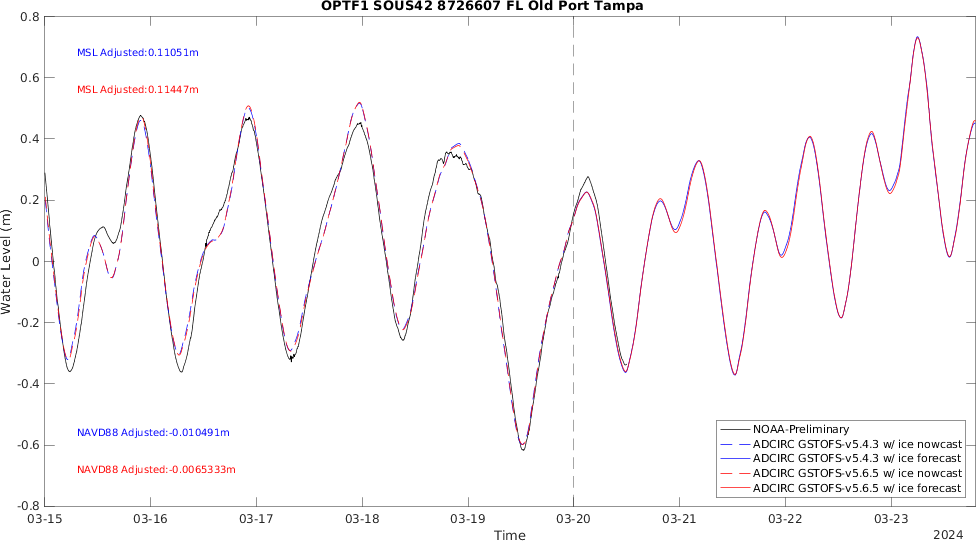 OPTF1 SOUS42 8726607 FL Old Port Tampa
0.8
0.6
0.4
0.2
0
-0.2
-0.4
-0.6
-0.8
Water Level (m)
MSL Adjusted:0.11051m
MSL Adjusted:0.11447m
NAVD88 Adjusted:-0.010491m
NAVD88 Adjusted:-0.0065333m
NOAA-Preliminary
ADCIRC GSTOFS-v5.4.3 w/ ice nowcast
ADCIRC GSTOFS-v5.4.3 w/ ice forecast
ADCIRC GSTOFS-v5.6.5 w/ ice nowcast
ADCIRC GSTOFS-v5.6.5 w/ ice forecast
03-15 03-16 03-17 03-18 03-19 03-20 03-21 03-22 03-23
Time
2024